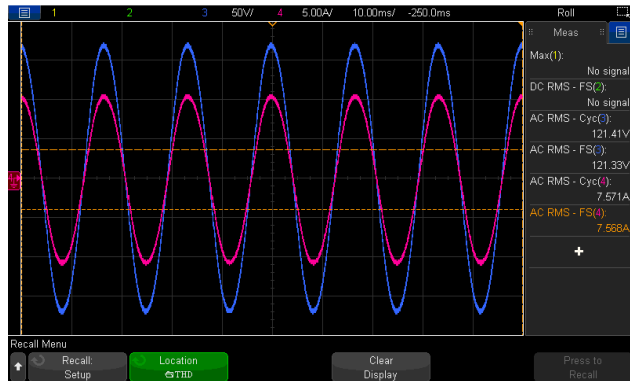 1 2 3 50V/ 4 5.00A/ 10.00ms/ -250.0ms Roll
Meas
Max(1):
No signal
DC RMS - FS(2):
No signal
AC RMS - Cyc(3):
121.41V
AC RMS - FS(3):
121.33V
AC RMS - Cyc(4):
7.571A
AC RMS - FS(4):
7.568A
+
Recall Menu
Recall:
Setup
Location
THD
Clear
Display
Press to
Recall